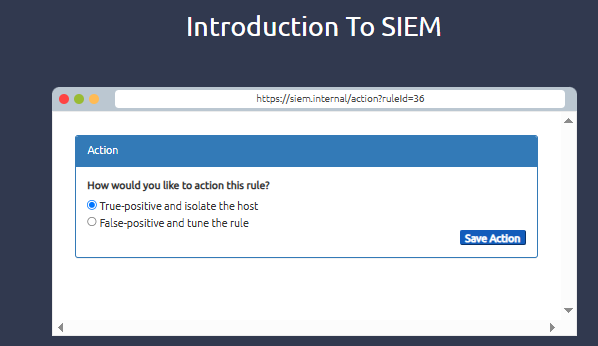 Introduction To SIEM
https://siem.internal/action?ruleId=36
Action
How would you like to action this rule?
True-positive and isolate the host
False-positive and tune the rule
Save Action